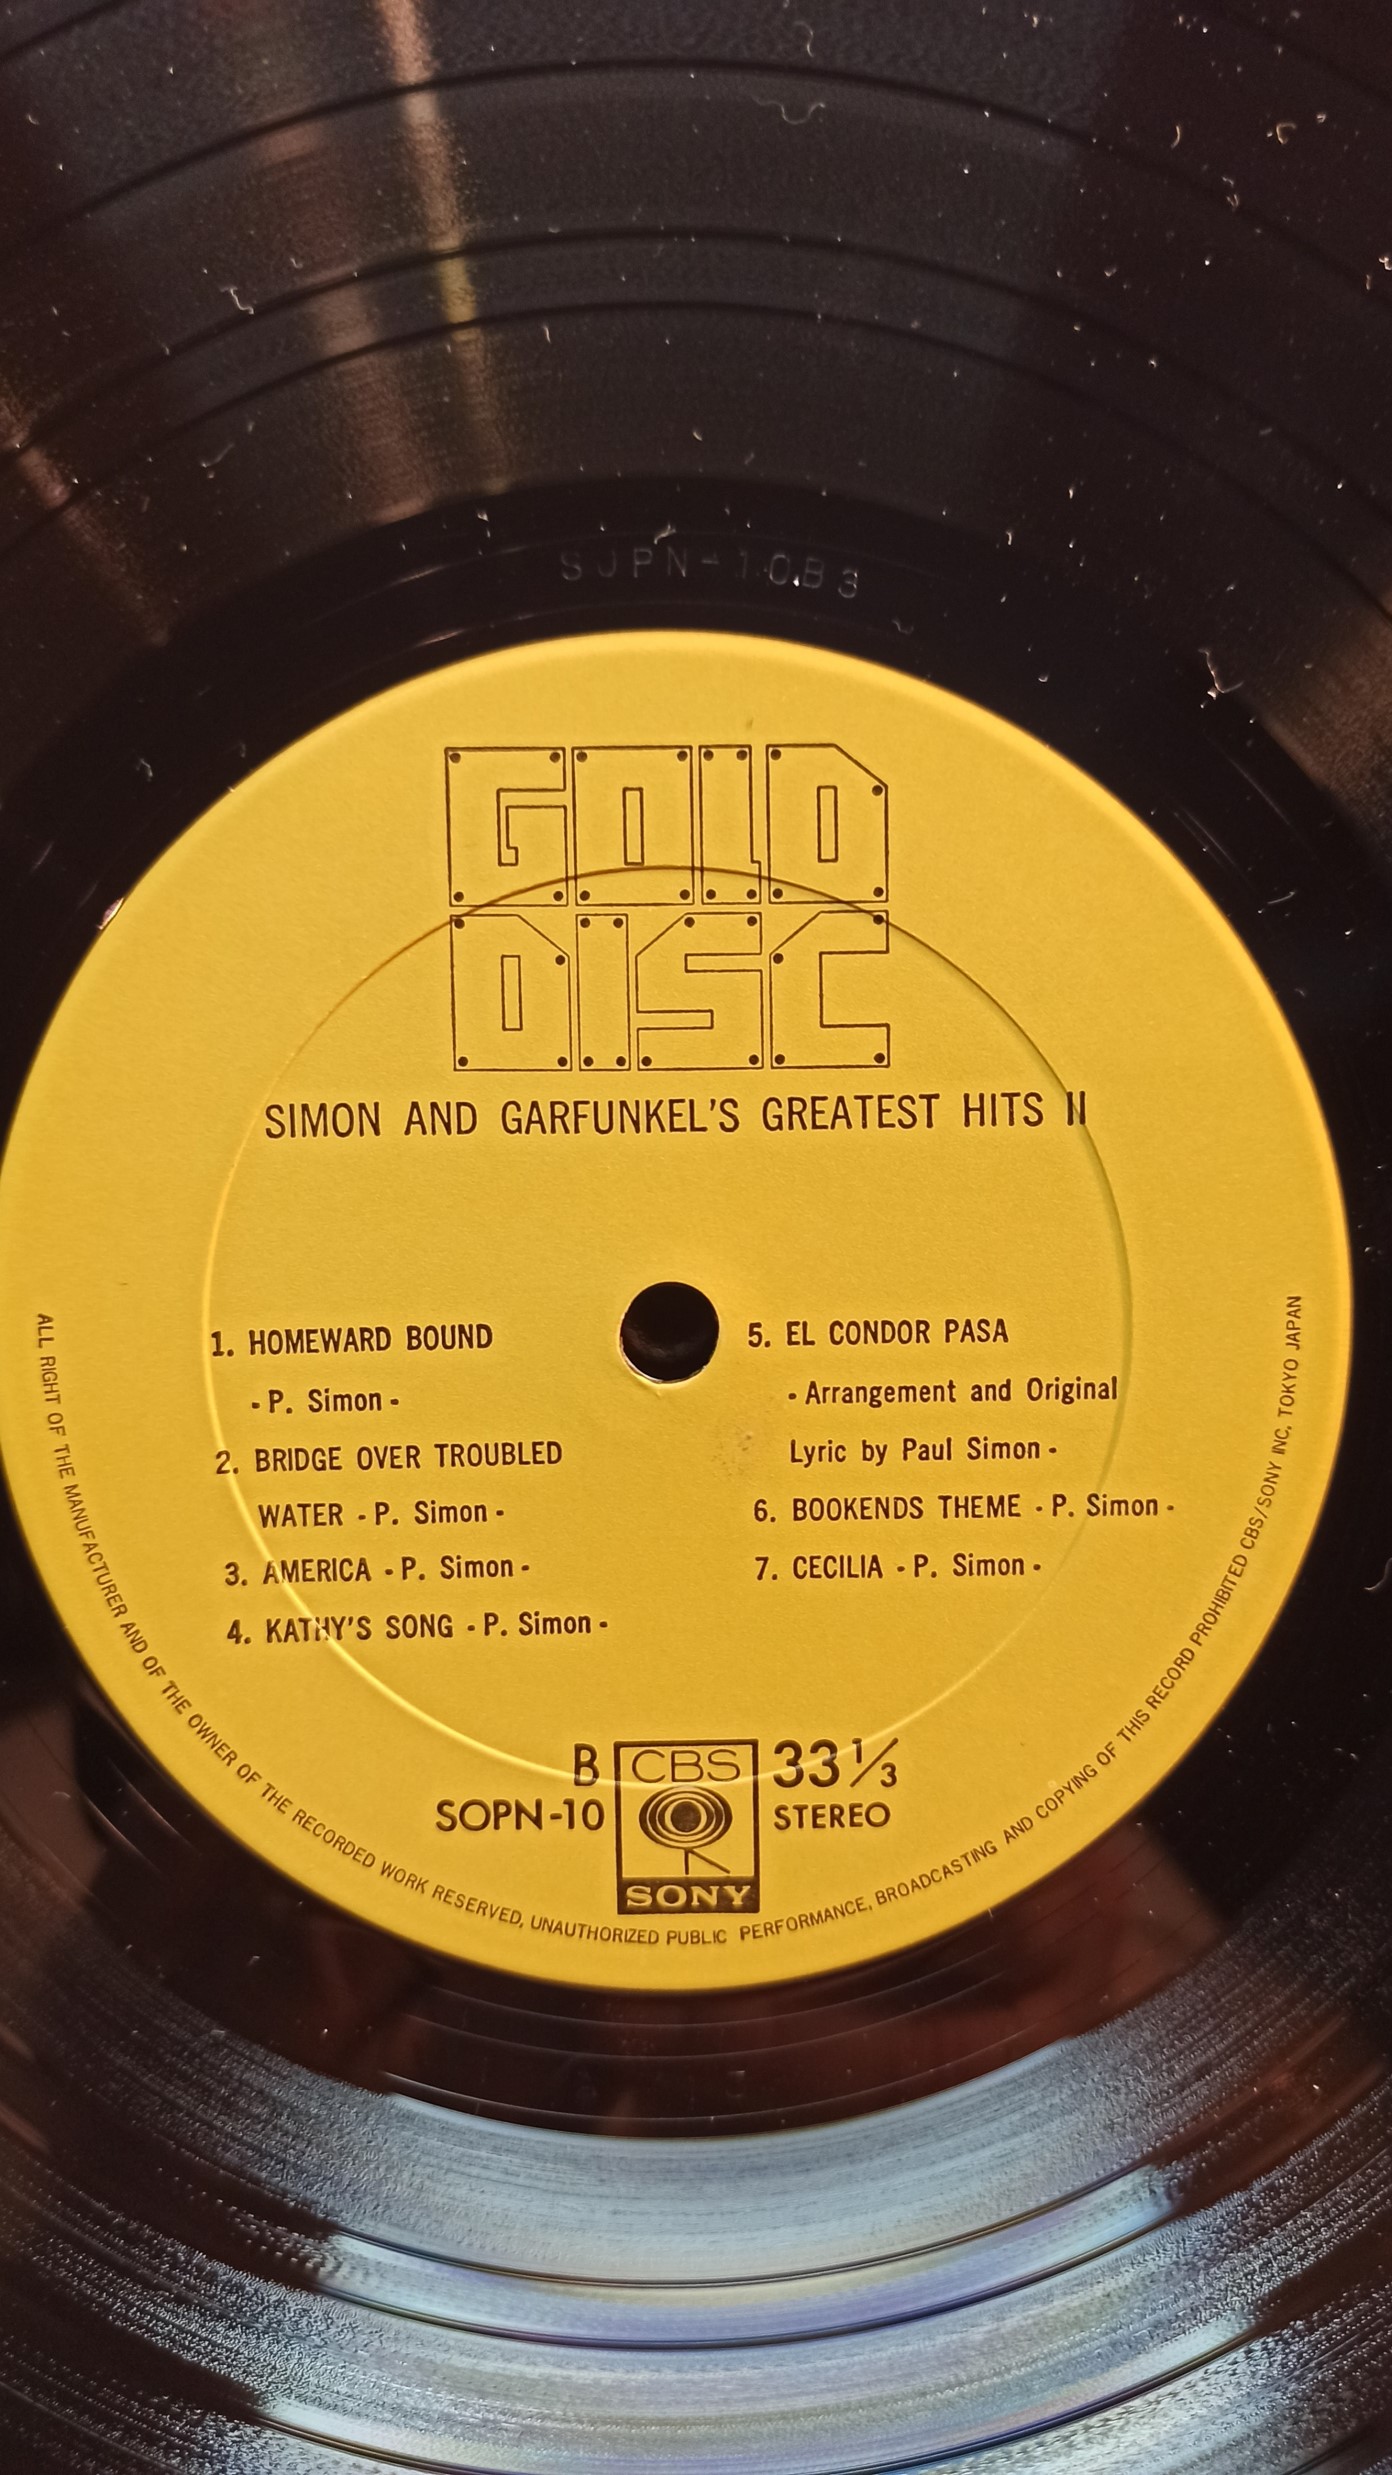 SJPN-10B3
GOLD
DISC
SIMON AND GARFUNKEL'S GREATEST HITS II
1. HOMEWARD BOUND
- P. Simon -
2. BRIDGE OVER TROUBLED
WATER - P. Simon -
3. AMERICA - P. Simon -
4. KATHY'S SONG - P. Simon -
5. EL CONDOR PASA
- Arrangement and Original
Lyric by Paul Simon -
6. BOOKENDS THEME - P. Simon -
7. CECILIA - P. Simon -
B
SOPN-10
CBS
SONY
33 1/3
STEREO
ALL RIGHT OF THE MANUFACTURER AND OF THE OWNER OF THE RECORDED WORK RESERVED, UNAUTHORIZED PUBLIC PERFORMANCE, BROADCASTING AND COPYING OF THIS RECORD PROHIBITED CBS/SONY INC, TOKYO JAPAN